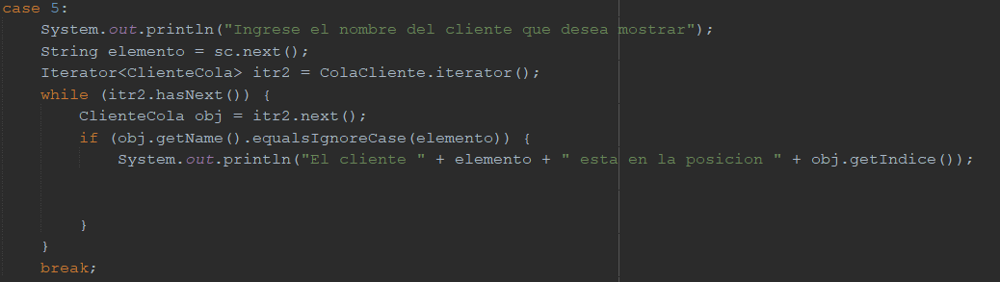 case 5:
System.out.println("Ingrese el nombre del cliente que desea mostrar");
String elemento = sc.next();
Iterator<ClienteCola> itr2 = ColaCliente.iterator();
while (itr2.hasNext()) {
ClienteCola obj = itr2.next();
if (obj.getName().equalsIgnoreCase(elemento)) {
System.out.println("El cliente " + elemento + " esta en la posicion " + obj.getIndice());
}
}
break;